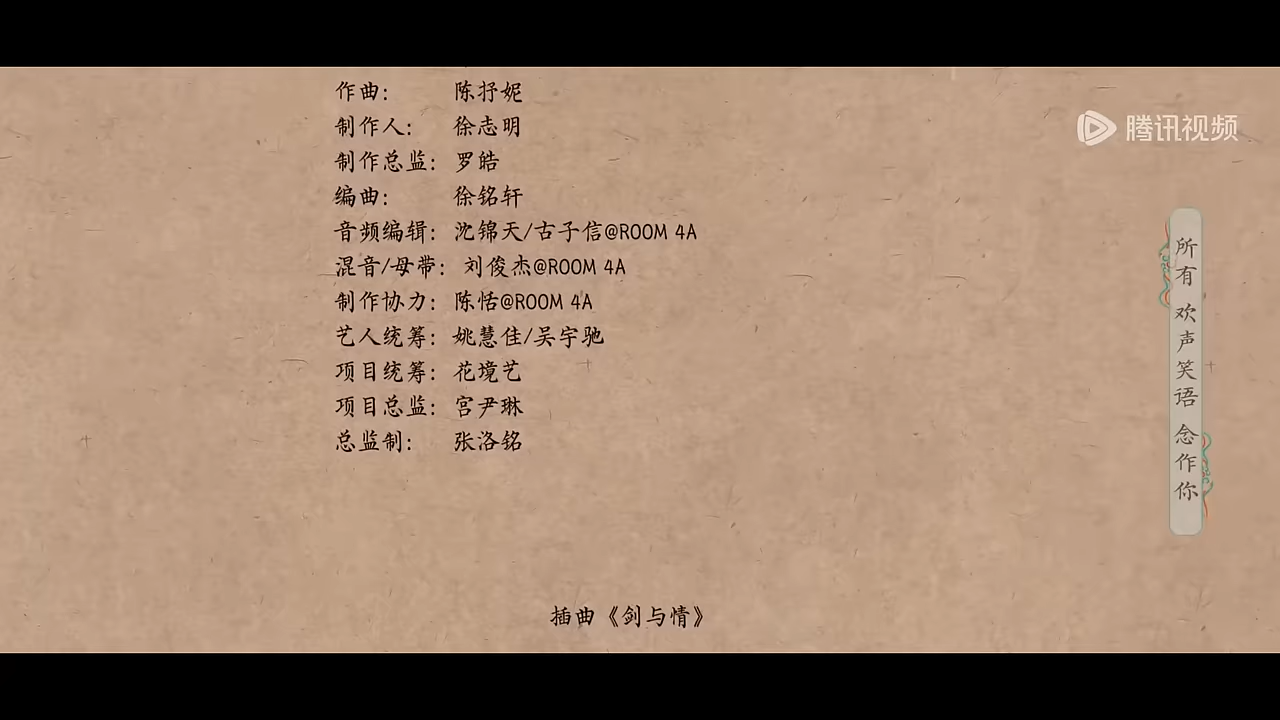 作曲: 陈抒妮
制作人: 徐志明
制作总监: 罗皓
编曲: 徐铭轩
音频编辑: 沈锦天/古子信@ROOM 4A
混音/母带: 刘俊杰@ROOM 4A
制作协力: 陈恬@ROOM 4A
艺人统筹: 姚慧佳/吴宇驰
项目统筹: 花境艺
项目总监: 宫尹琳
总监制: 张洛铭
插曲《剑与情》
腾讯视频
所有 欢声笑语 念作你